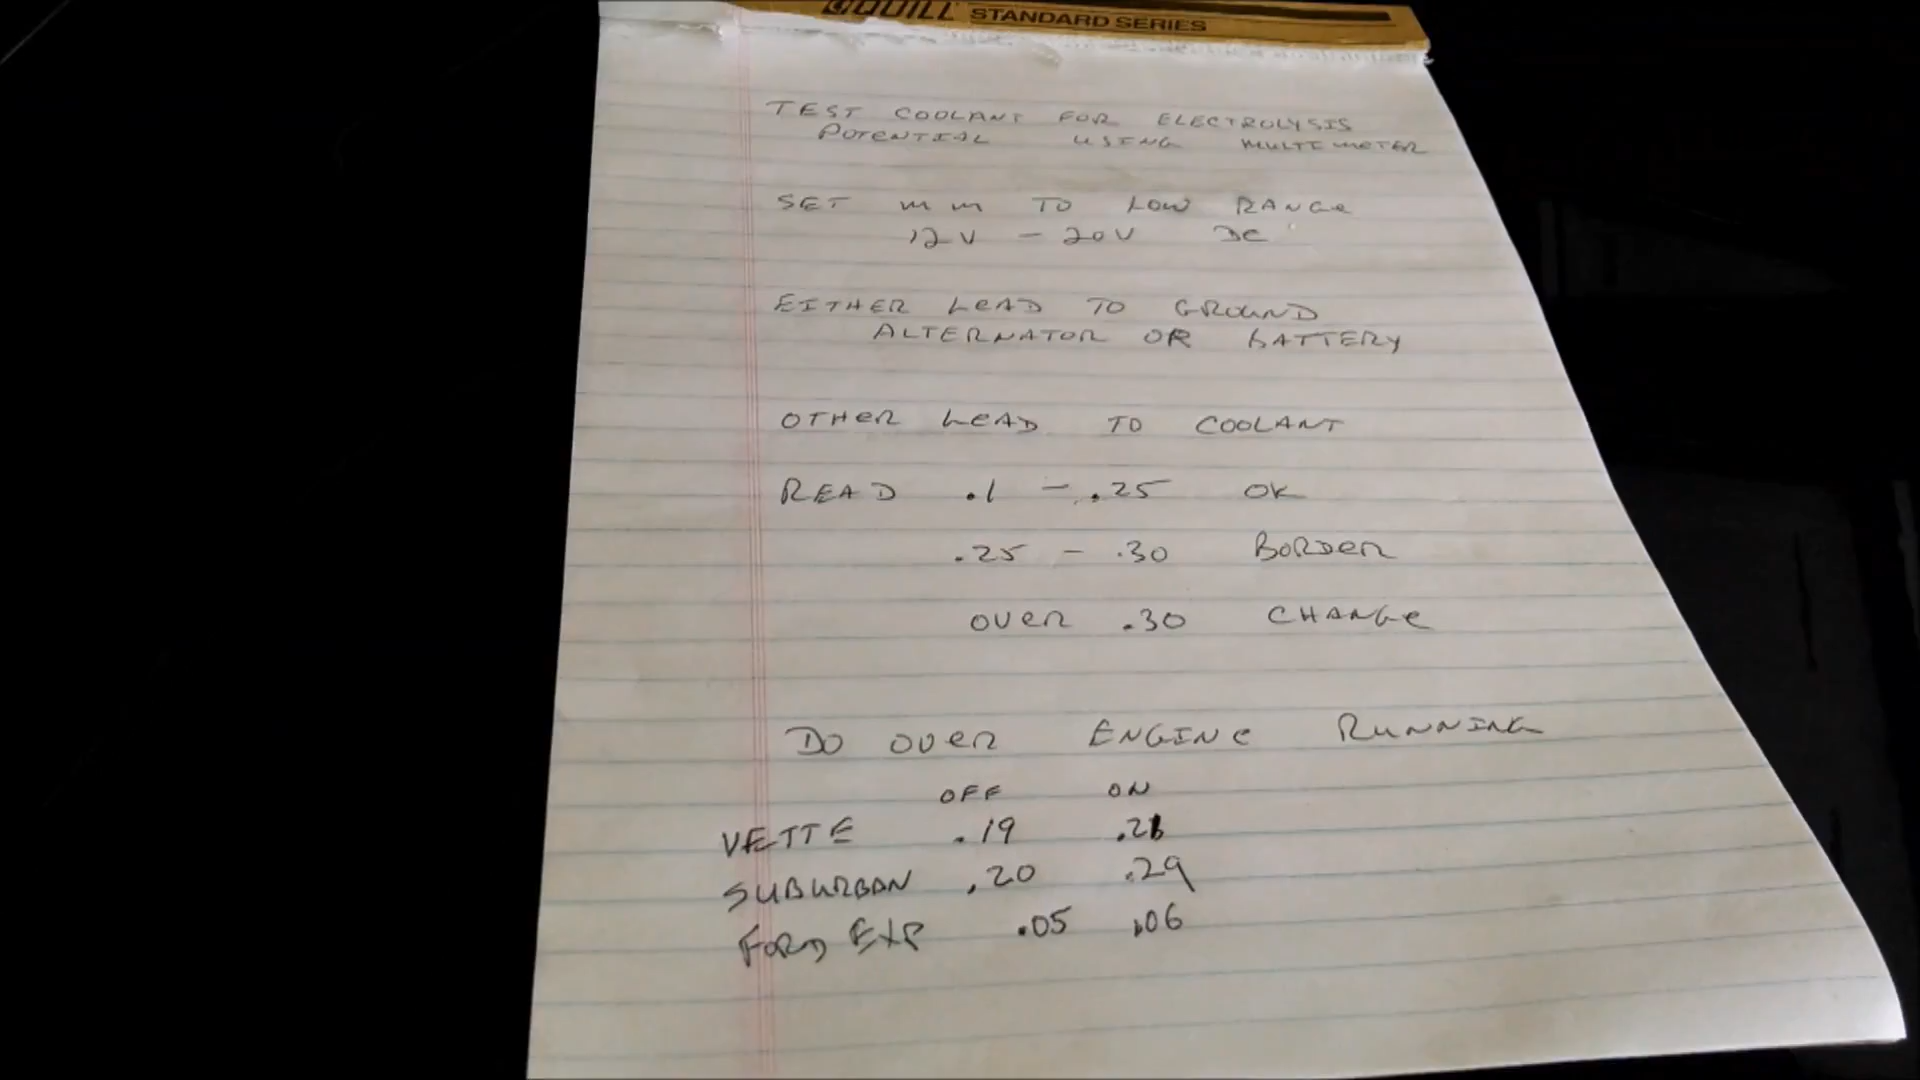 QUILL STANDARD SERIES
TEST COOLANT FOR ELECTROLYSIS
POTENTIAL USING MULTIMETER
SET mm TO LOW RANGE
12V - 20V DC
EITHER LEAD TO GROUND
ALTERNATOR OR BATTERY
OTHER LEAD TO COOLANT
READ .1 - .25 OK
.25 - .30 BORDER
OVER .30 CHANGE
DO OVER ENGINE RUNNING
OFF ON
VETTE .19
SUBURBAN .20 .29
FORD EXP .05 .06